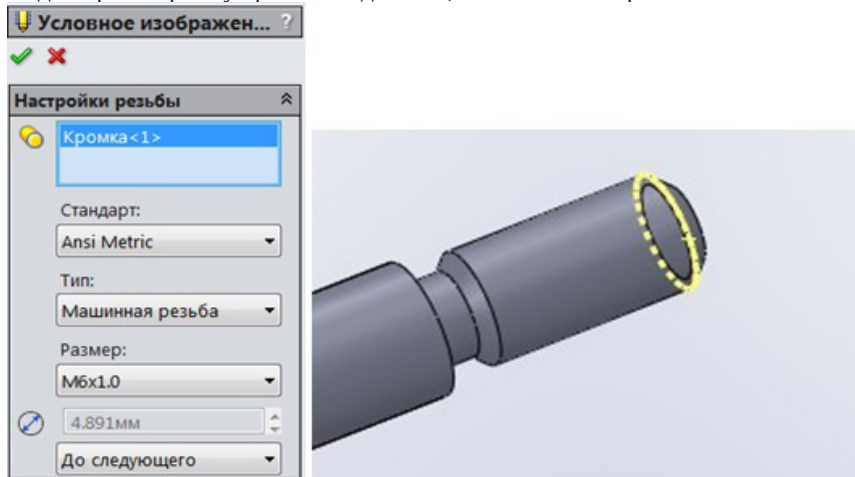 Условное изображен... ?
Настройки резьбы
Кромка<1>
Стандарт:
Ansi Metric
Тип:
Машинная резьба
Размер:
M6x1.0
4.891мм
До следующего